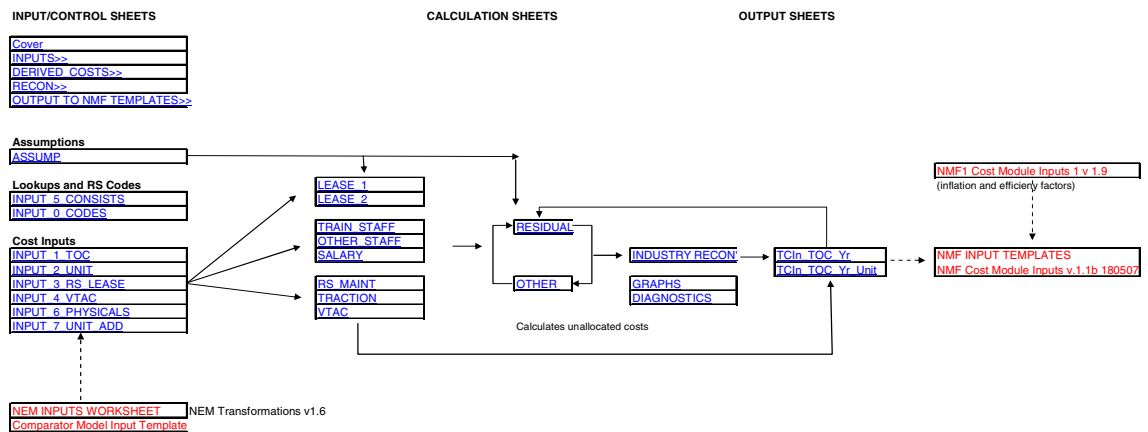 INPUT/CONTROL SHEETS
CALCULATION SHEETS
OUTPUT SHEETS
Cover
INPUTS>>
DERIVED_COSTS>>
RECON>>
OUTPUT TO NMF TEMPLATES>>
Assumptions
ASSUMP
Lookups and RS Codes
INPUT_5_CONSISTS
INPUT_0_CODES
Cost Inputs
INPUT_1_TOC
INPUT_2_UNIT
INPUT_3_RS_LEASE
INPUT_4_VTAC
INPUT_6_PHYSICALS
INPUT_7_UNIT_ADD
NEM INPUTS WORKSHEET
NEM Transformations v1.6
Comparator Model Input Template
LEASE_1
LEASE_2
TRAIN_STAFF
OTHER_STAFF
SALARY
RS_MAINT
TRACTION
VTAC
RESIDUAL
OTHER
Calculates unallocated costs
INDUSTRY RECON'
GRAPHS
DIAGNOSTICS
TCIn_TOC_Yr
TCIn_TOC_Yr_Unit
NMF1 Cost Module Inputs 1 v 1.9
(inflation and efficieny factors)
NMF INPUT TEMPLATES
NMF Cost Module Inputs v.1.1b 180507